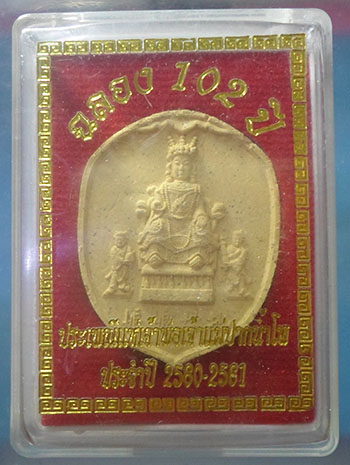 ฉลอง 102 ปี
ประเพณีแห่เจ้าพ่อเจ้าแม่ปากน้ำโพ
ประจำปี 2560-2561